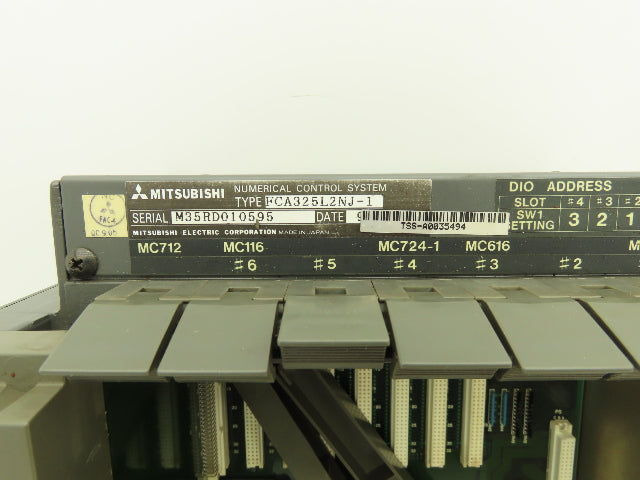 MITSUBISHI NUMERICAL CONTROL SYSTEM
TYPE FCA325L2NJ-1
SERIAL M35RD010595 DATE 9
MITSUBISHI ELECTRIC CORPORATION MADE IN JAPAN
TSS-A0035494
DIO ADDRESS
SLOT #4 #3 #2
SW1 SETTING 3 2 1
MC712 MC116 MC724-1 MC616 M
#6 #5 #4 #3 #2